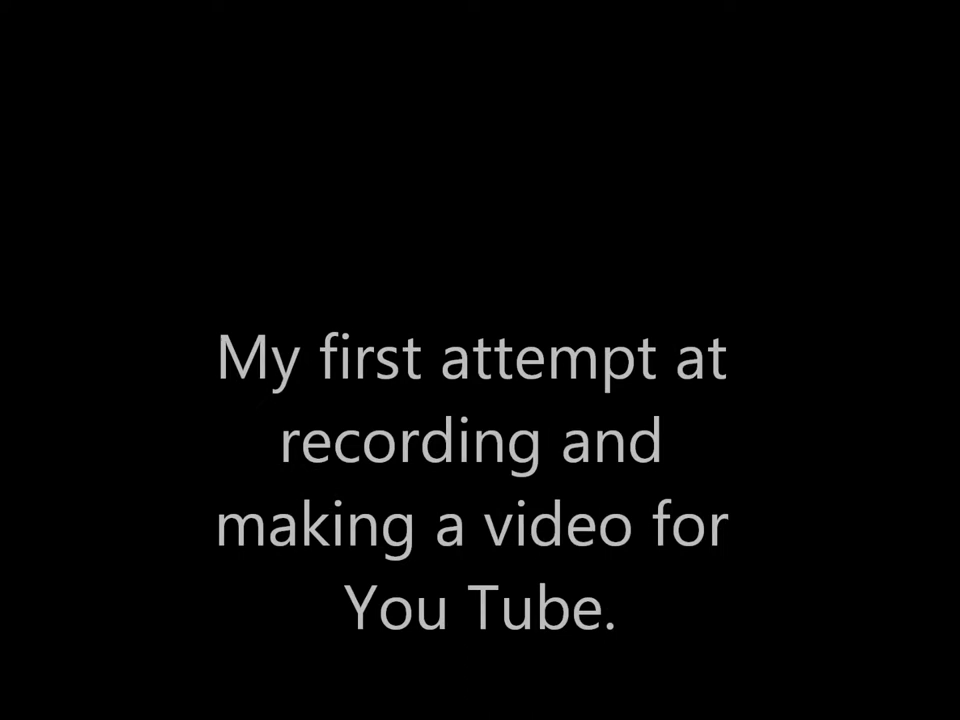 My first attempt at
recording and
making a video for
You Tube.